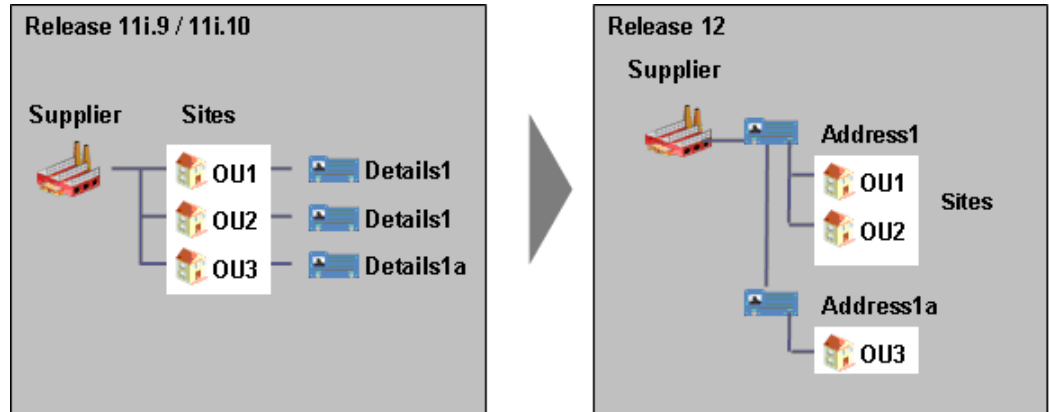 Release 11i.9 / 11i.10
Supplier Sites
OU1 Details1
OU2 Details1
OU3 Details1a
Release 12
Supplier
Address1
OU1
Sites
OU2
Address1a
OU3